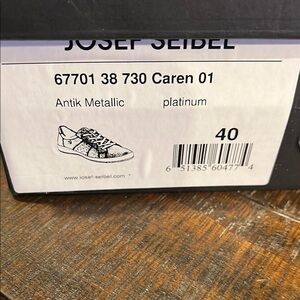 JOSEF SEIBEL
67701 38 730 Caren 01
Antik Metallic platinum
40
6 51385 60477 4
www.josef-seibel.com